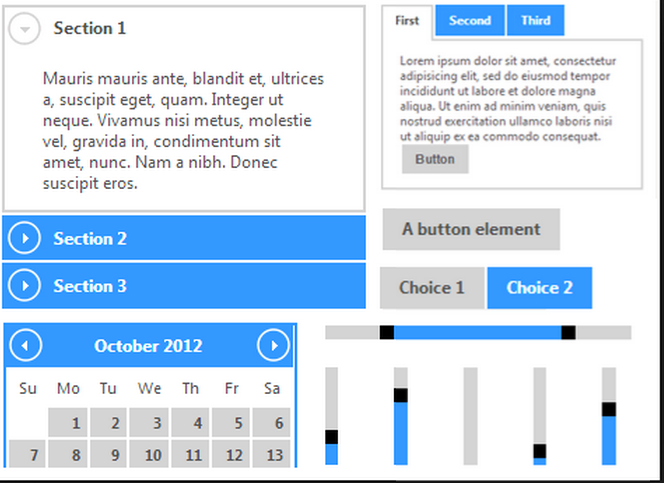 Section 1
Mauris mauris ante, blandit et, ultrices
a, suscipit eget, quam. Integer ut
neque. Vivamus nisi metus, molestie
vel, gravida in, condimentum sit
amet, nunc. Nam a nibh. Donec
suscipit eros.
Section 2
Section 3
First Second Third
Lorem ipsum dolor sit amet, consectetur
adipisicing elit, sed do eiusmod tempor
incididunt ut labore et dolore magna
aliqua. Ut enim ad minim veniam, quis
nostrud exercitation ullamco laboris nisi
ut aliquip ex ea commodo consequat.
Button
A button element
Choice 1 Choice 2
October 2012
Su Mo Tu We Th Fr Sa
1 2 3 4 5 6
7 8 9 10 11 12 13